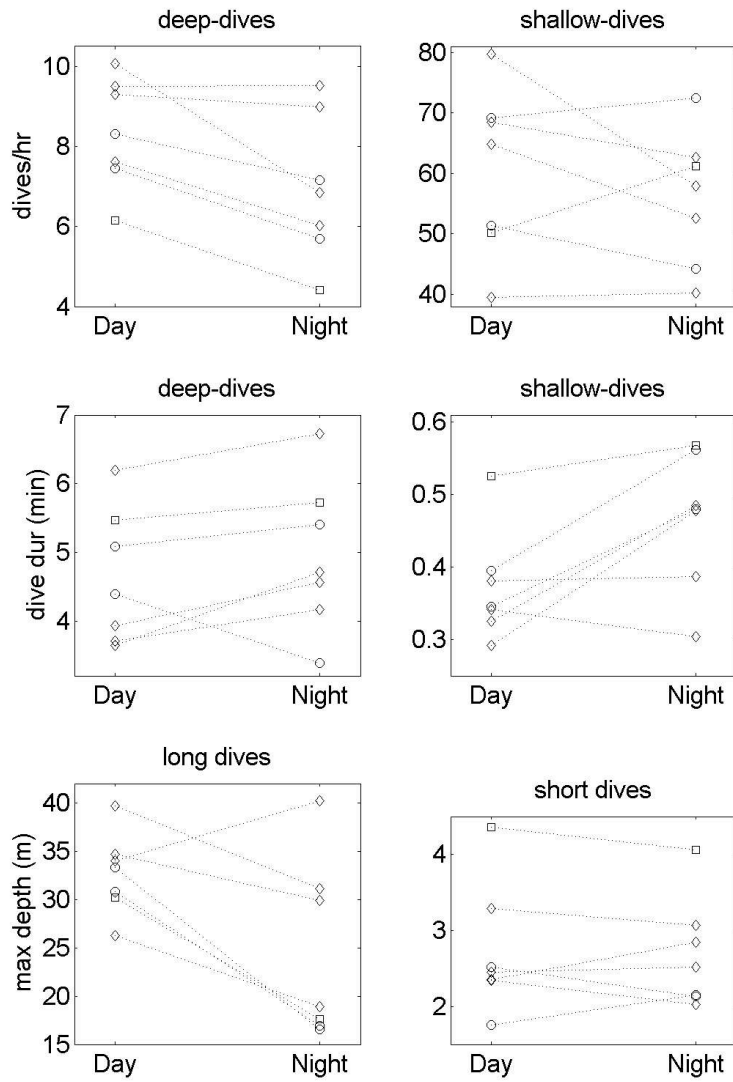 deep-dives
shallow-dives
10
8
6
4
dives/hr
Day
Night
80
70
60
50
40
Day
Night
deep-dives
shallow-dives
7
6
5
4
dive dur (min)
Day
Night
0.6
0.5
0.4
0.3
Day
Night
long dives
short dives
40
35
30
25
20
15
max depth (m)
Day
Night
4
3
2
Day
Night